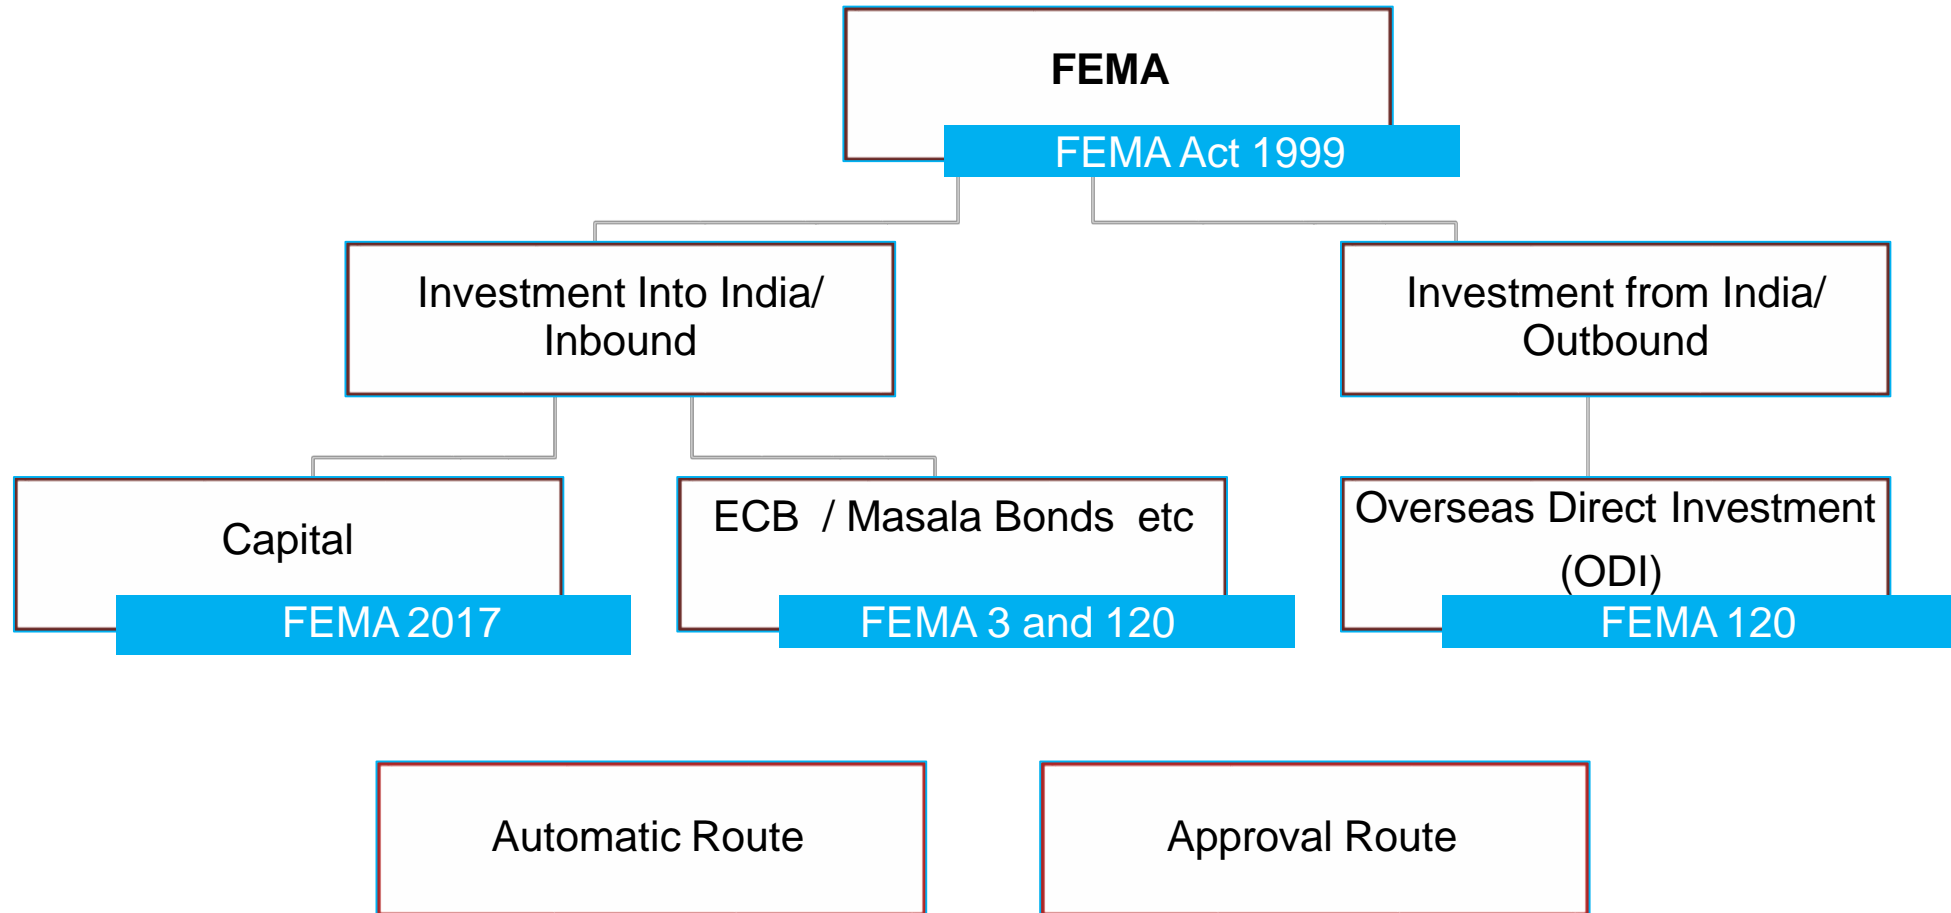 FEMA
FEMA Act 1999
Investment Into India/
Inbound
Investment from India/
Outbound
Capital
FEMA 2017
ECB / Masala Bonds etc
FEMA 3 and 120
Overseas Direct Investment
(ODI)
FEMA 120
Automatic Route
Approval Route